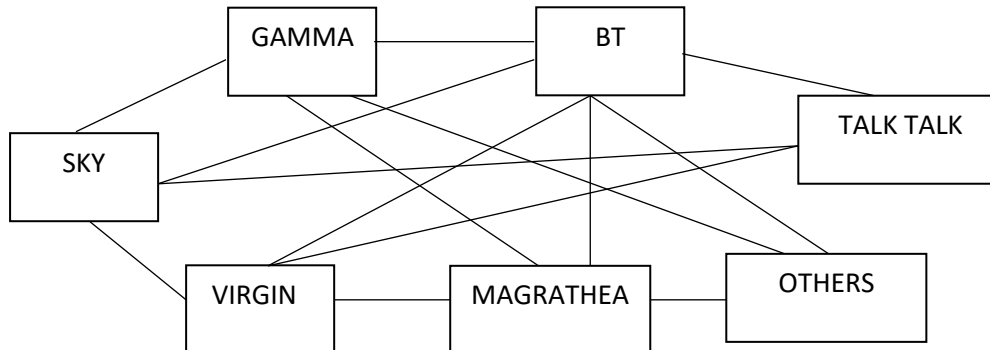 GAMMA
BT
TALK TALK
SKY
VIRGIN
MAGRATHEA
OTHERS